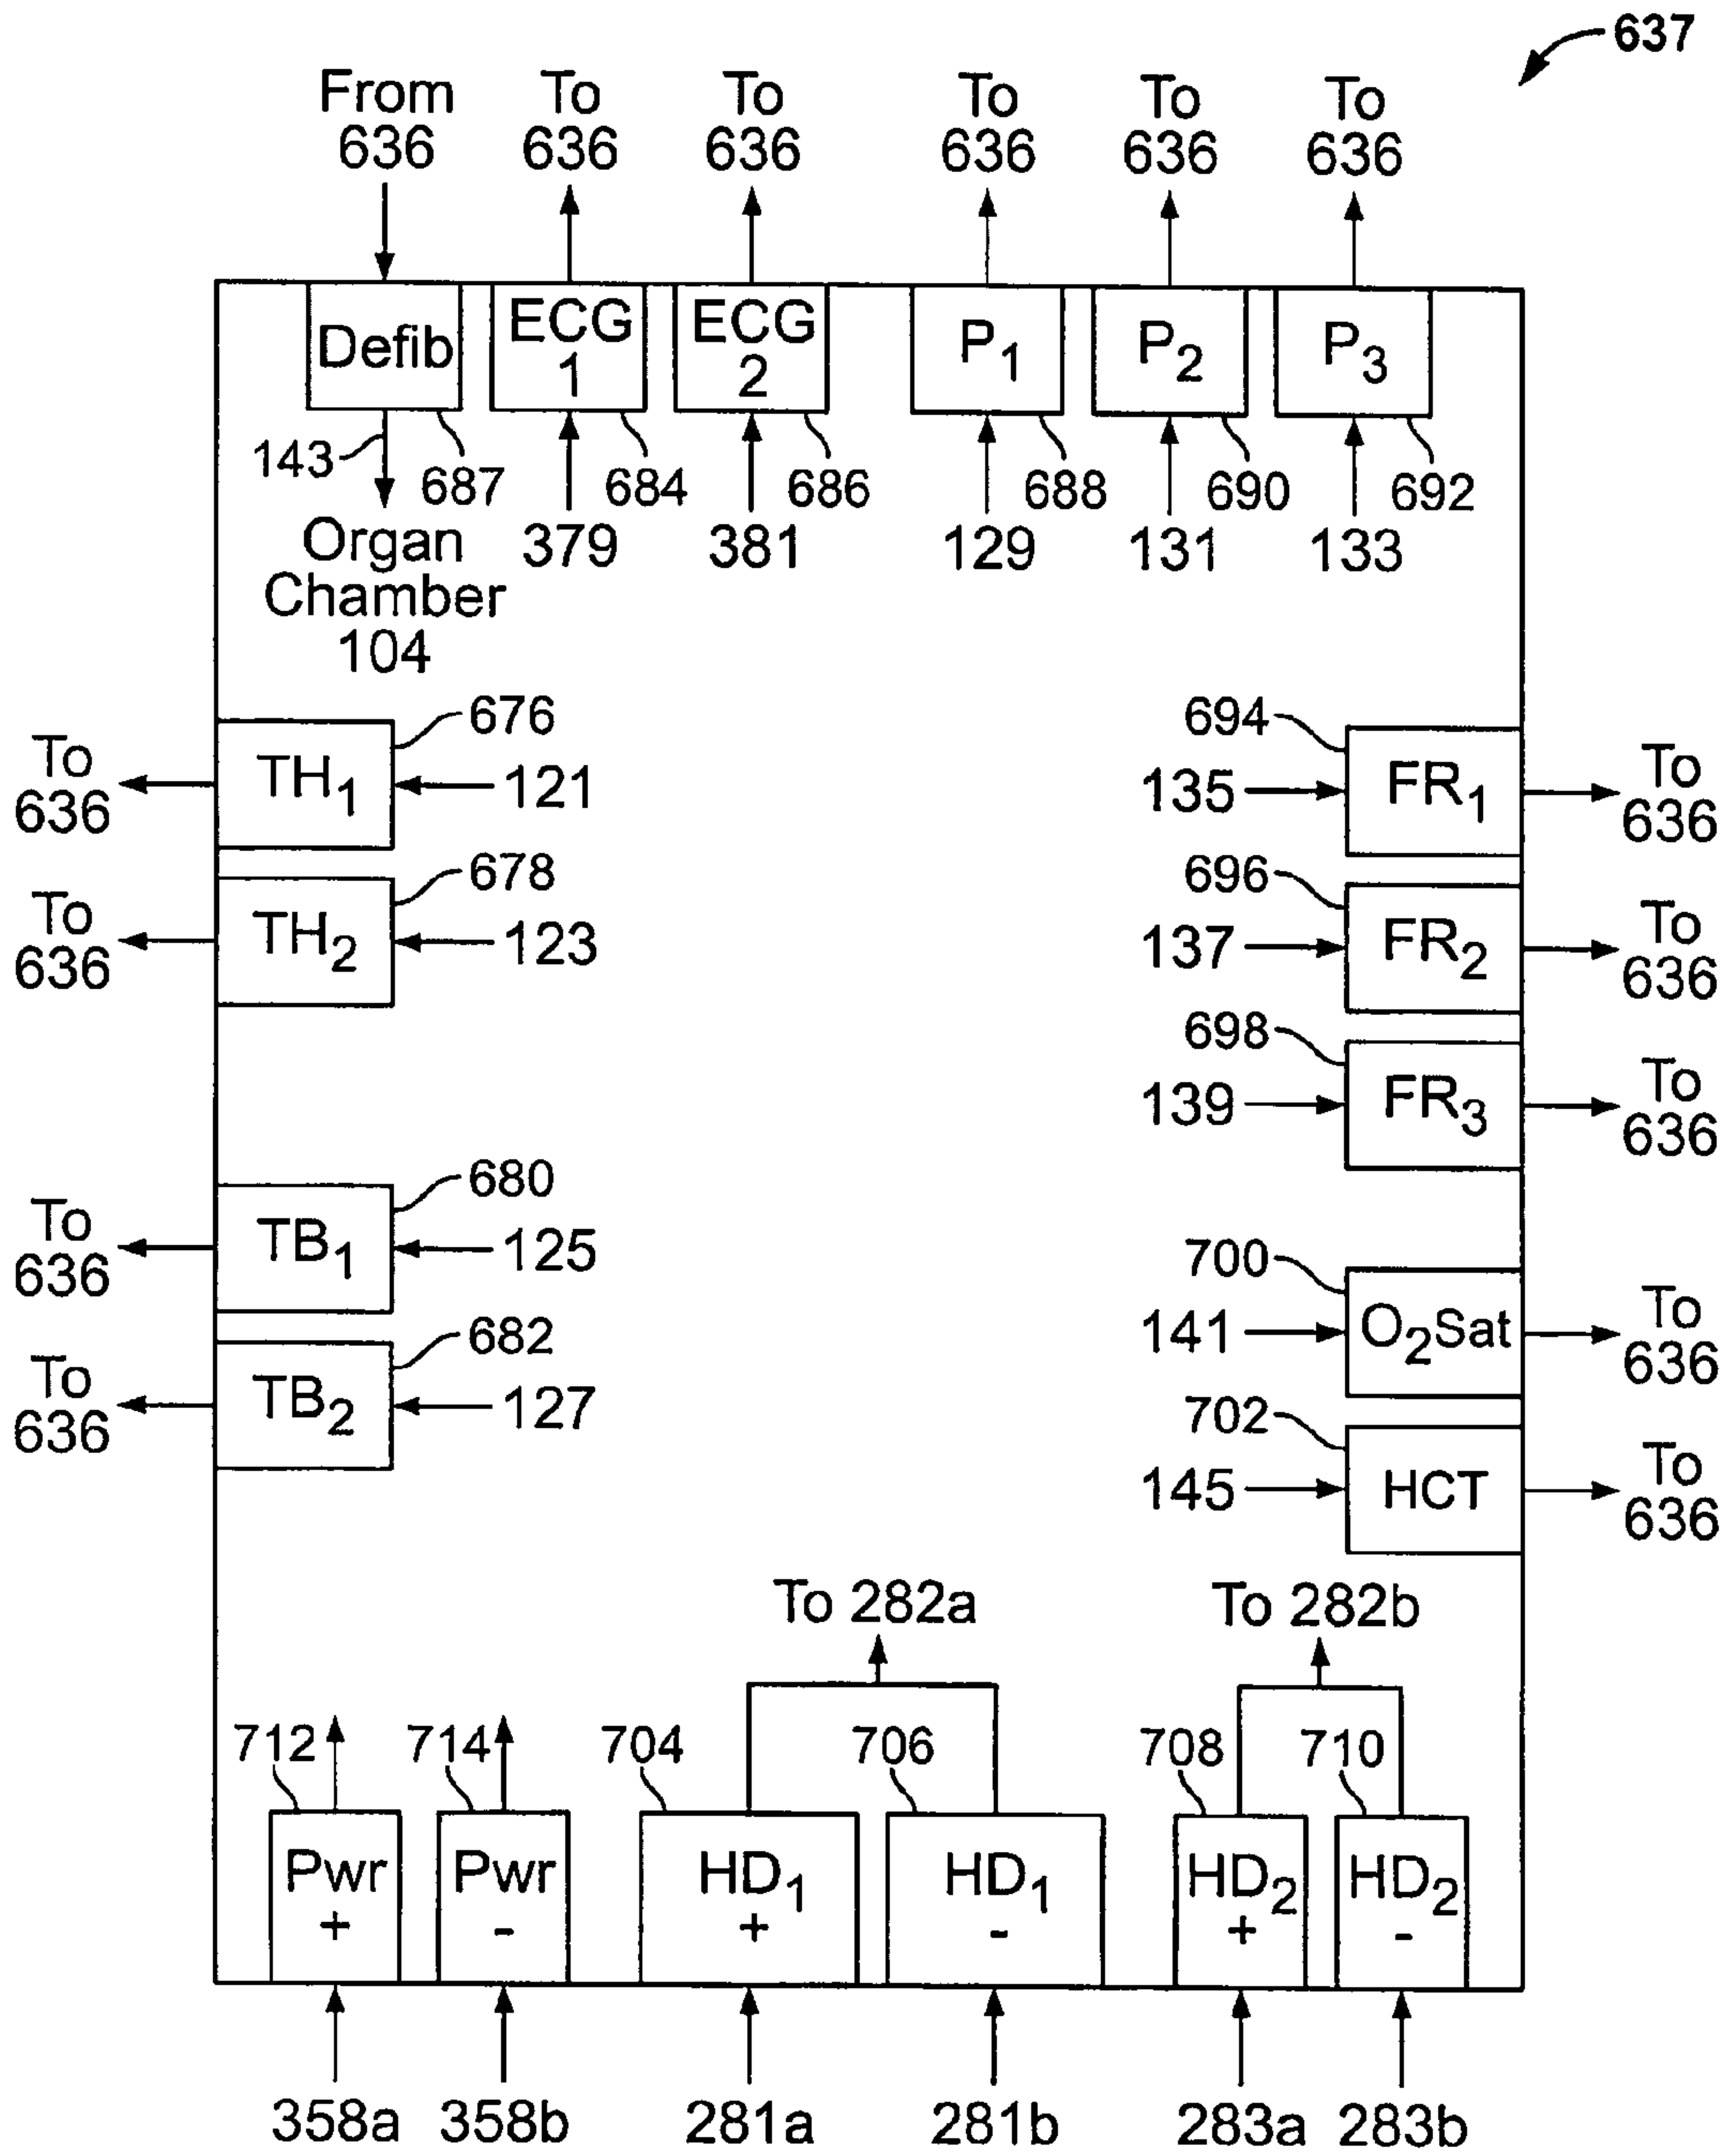 637
From
636
To
636
To
636
To
636
To
636
To
636
Defib
ECG
1
ECG
2
P1
P2
P3
143
687
684
686
688
690
692
Organ
Chamber
104
379
381
129
131
133
676
To
636
TH1
121
678
To
636
TH2
123
680
To
636
TB1
125
682
To
636
TB2
127
694
135
FR1
To
636
696
137
FR2
To
636
698
139
FR3
To
636
700
141
O2Sat
To
636
702
145
HCT
To
636
To 282a
To 282b
712
714
704
706
708
710
Pwr
+
Pwr
-
HD1
+
HD1
-
HD2
+
HD2
-
358a
358b
281a
281b
283a
283b